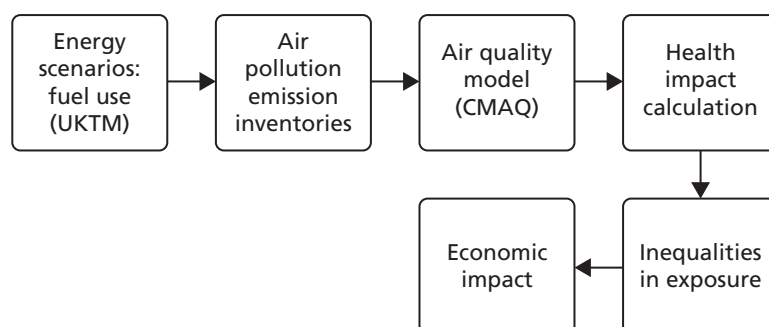 Energy
scenarios:
fuel use
(UKTM)
Air
pollution
emission
inventories
Air quality
model
(CMAQ)
Health
impact
calculation
Economic
impact
Inequalities
in exposure